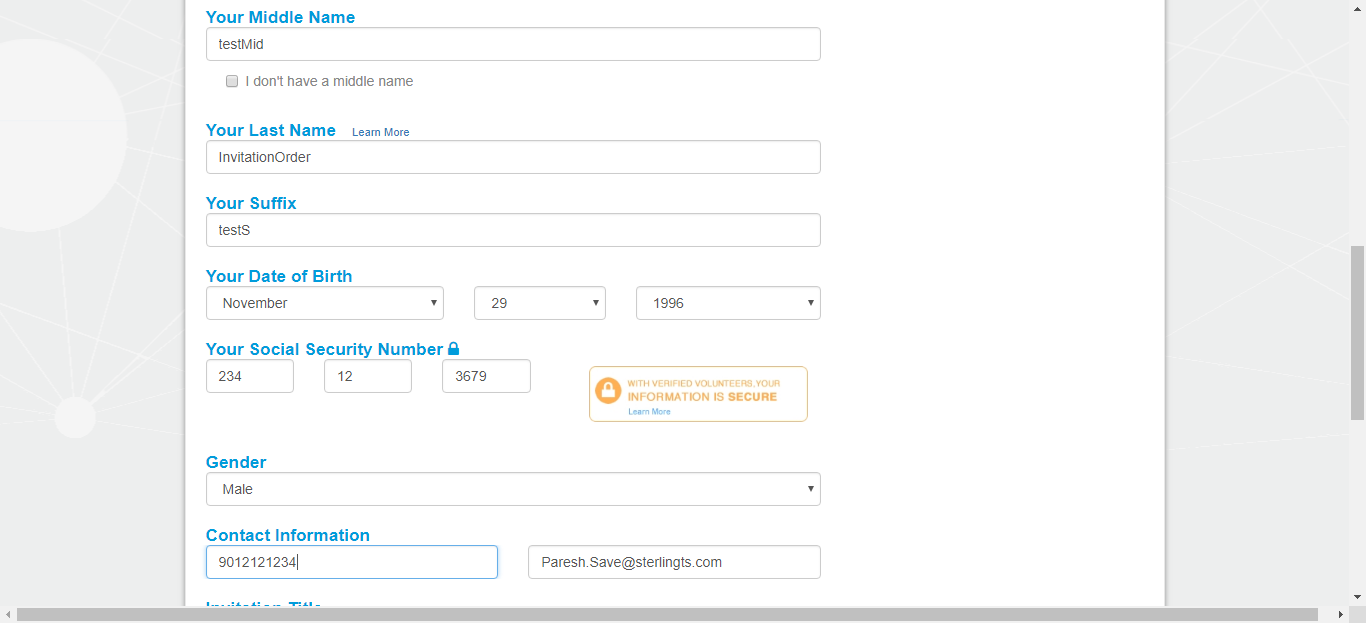 Your Middle Name
testMid
I don't have a middle name
Your Last Name Learn More
InvitationOrder
Your Suffix
testS
Your Date of Birth
November 29 1996
Your Social Security Number
234 12 3679
WITH VERIFIED VOLUNTEERS, YOUR
INFORMATION IS SECURE
Learn More
Gender
Male
Contact Information
9012121234 Paresh.Save@sterlingts.com
Invitation Title